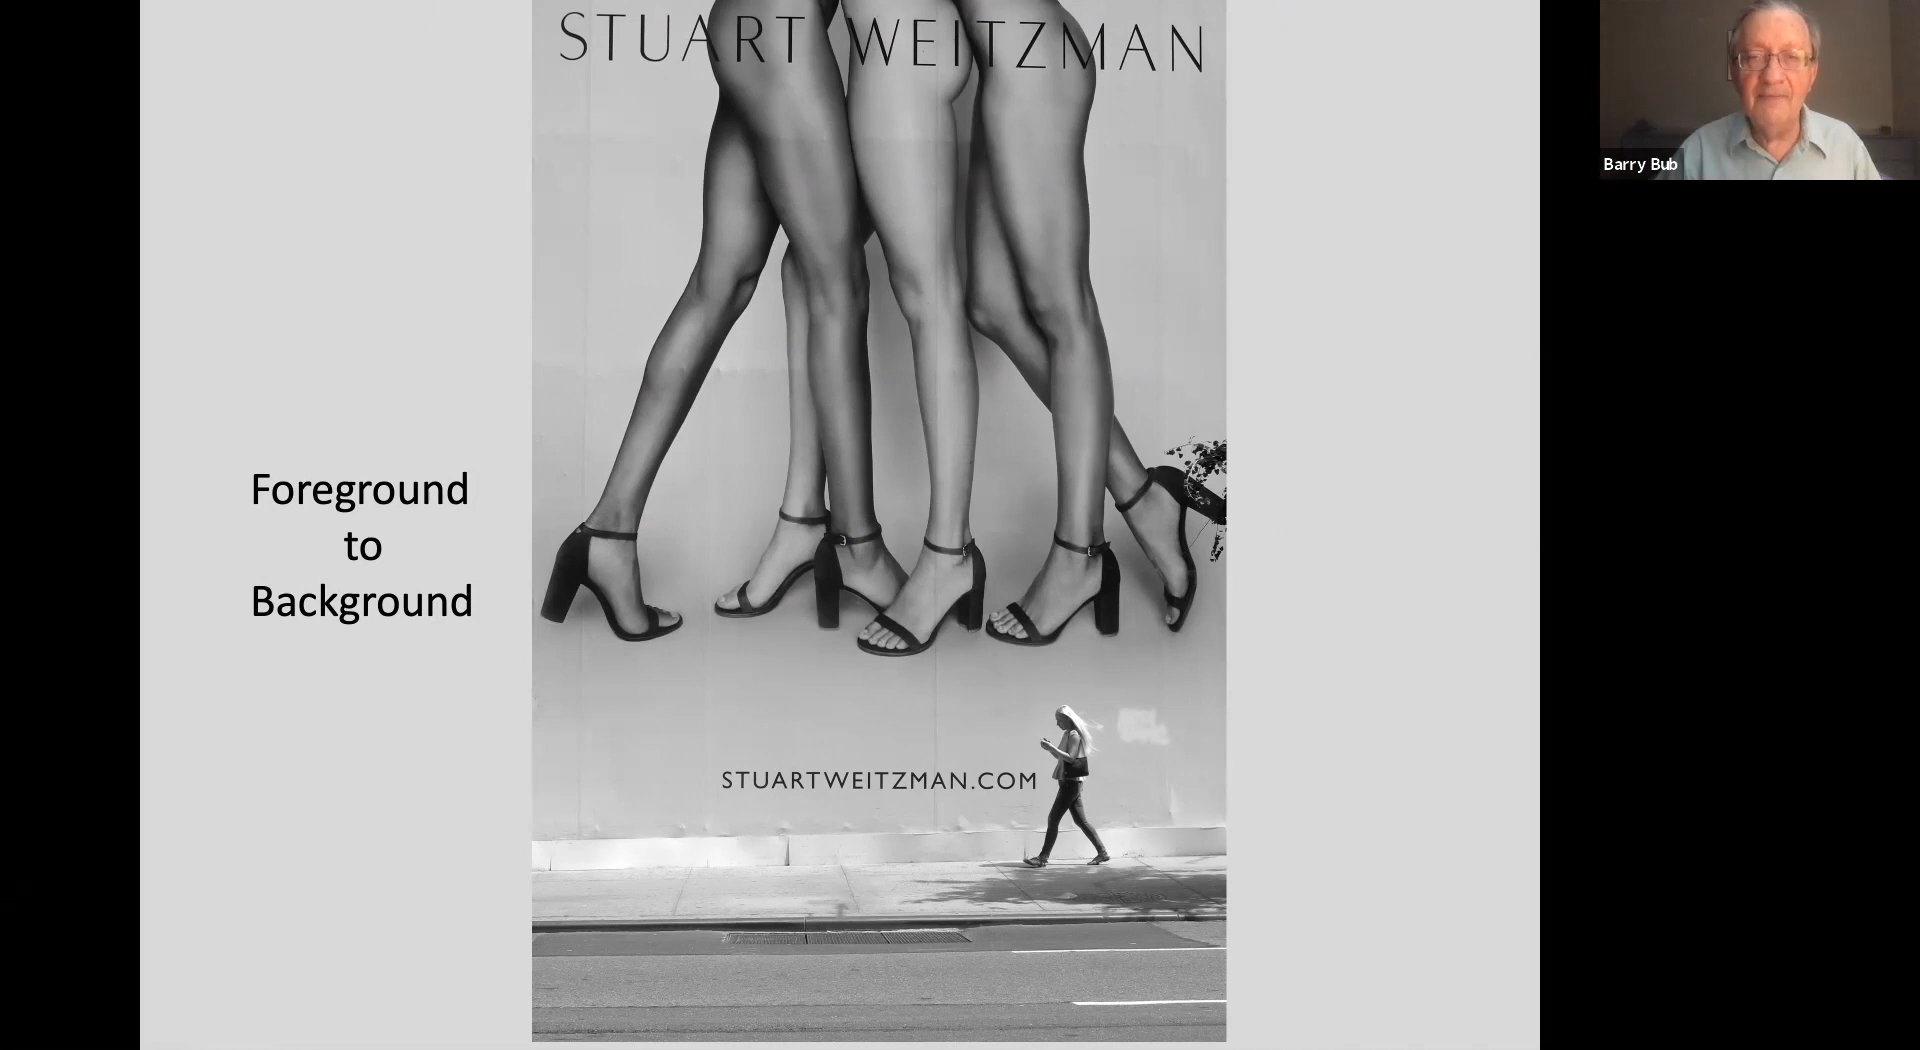 STUART WEITZMAN
Foreground
to
Background
STUARTWEITZMAN.COM
Barry Bub